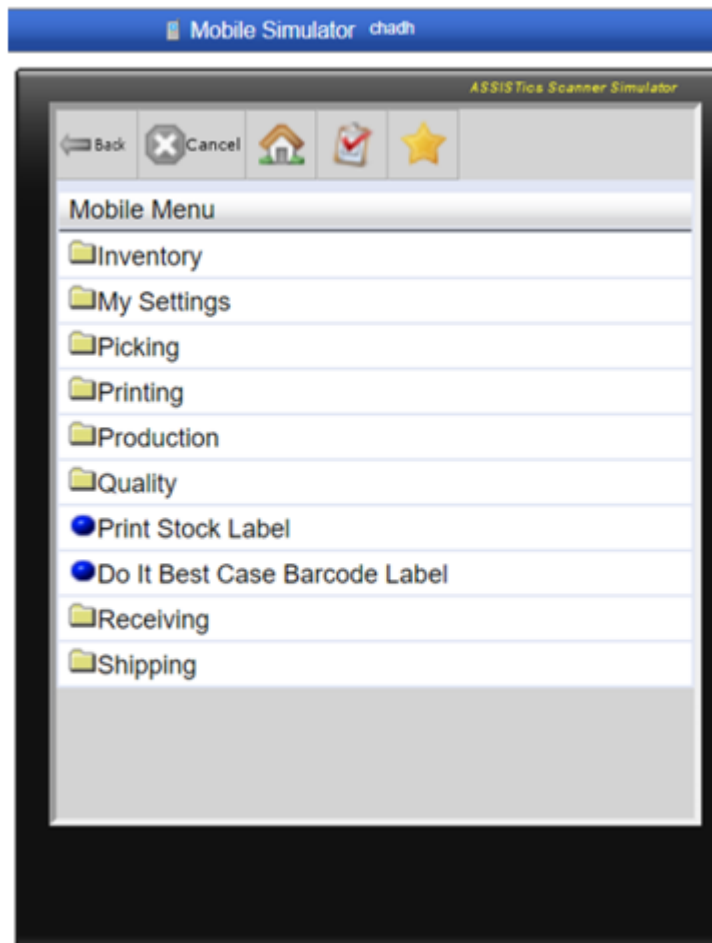 Mobile Simulator chadh
ASSISTics Scanner Simulator
Back Cancel
Mobile Menu
Inventory
My Settings
Picking
Printing
Production
Quality
Print Stock Label
Do It Best Case Barcode Label
Receiving
Shipping